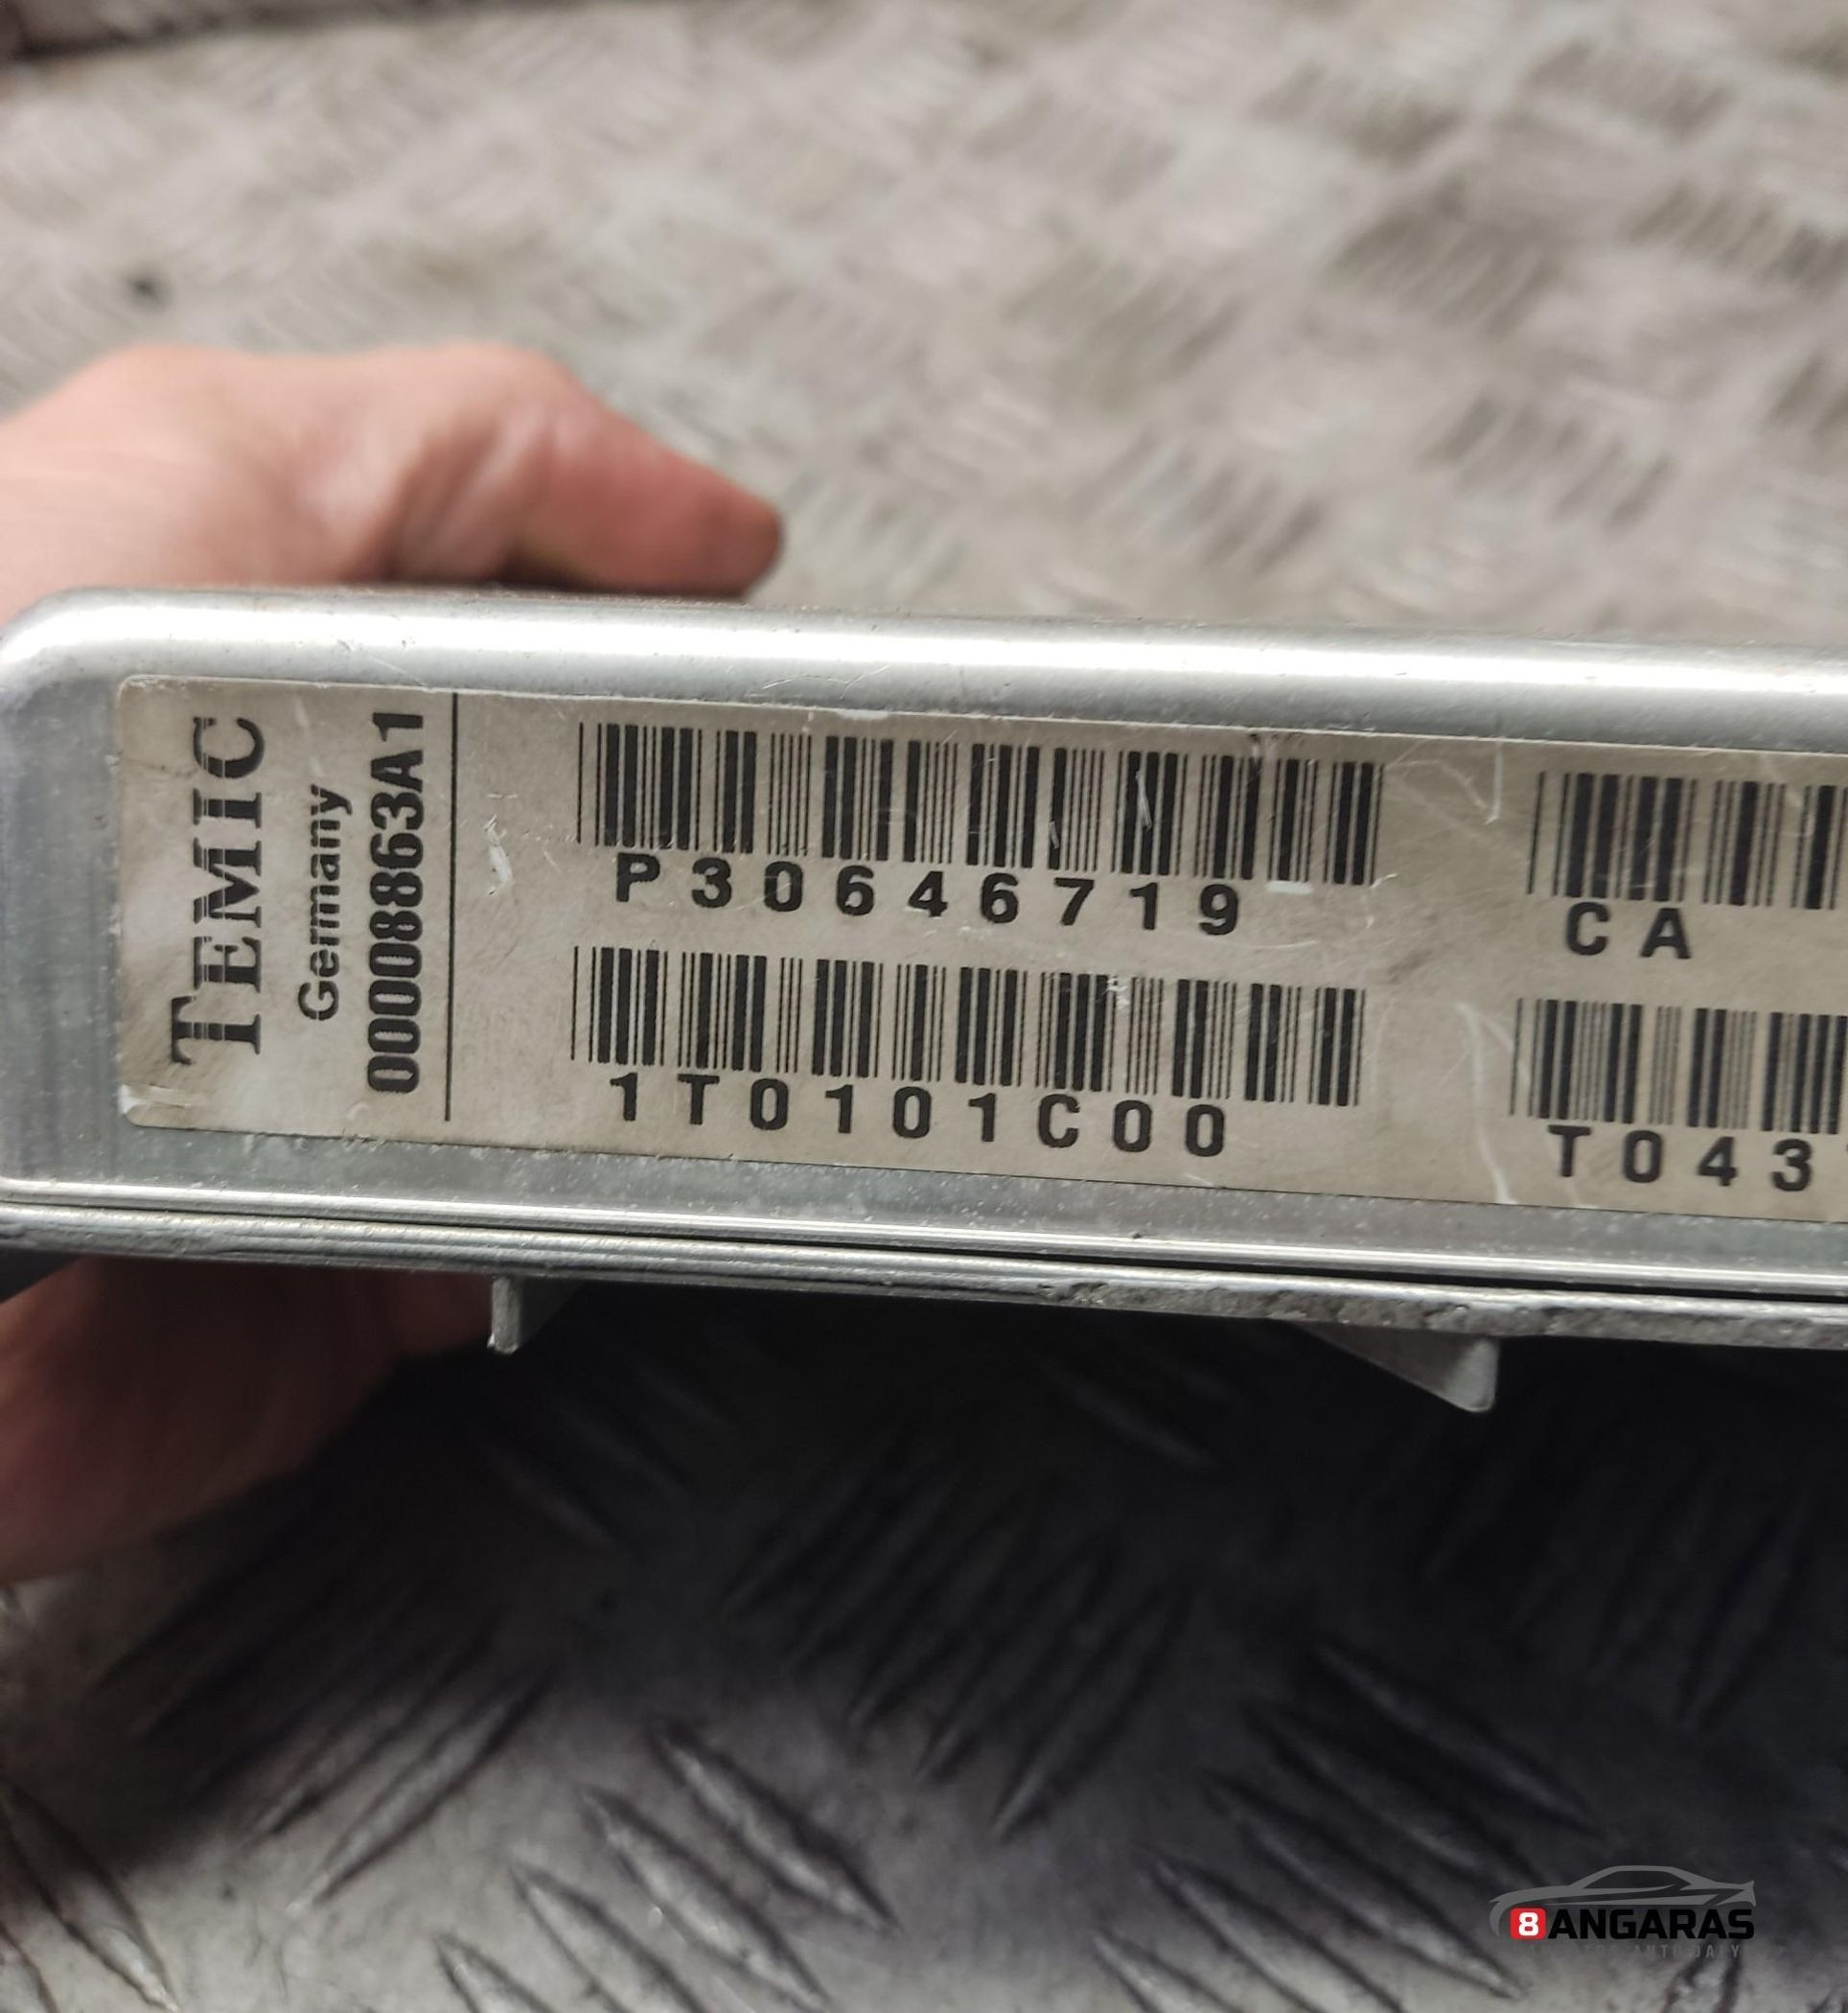 TEMIC
Germany
00008863A1
P30646719
CA
1T0101C00
T043
8ANGARAS